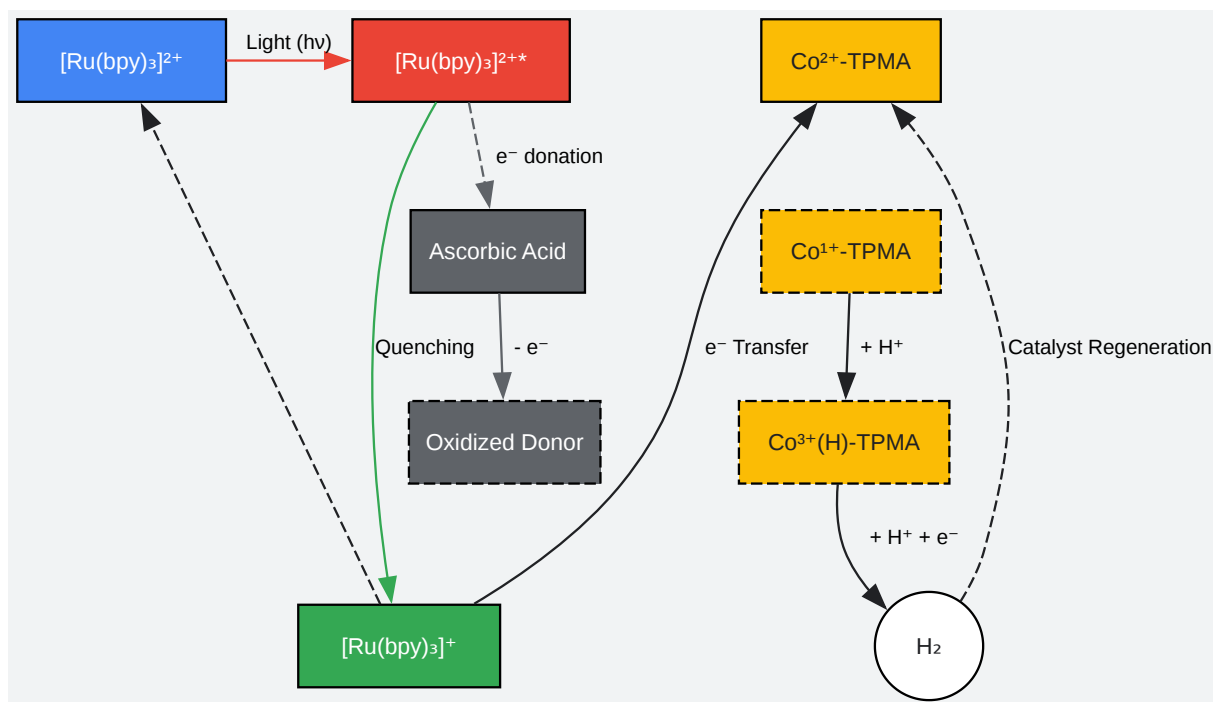 [Ru(bpy)₃]²⁺
Light (hν)
[Ru(bpy)₃]²⁺*
Co²⁺-TPMA
e⁻ donation
Ascorbic Acid
Co¹⁺-TPMA
Quenching
- e⁻
e⁻ Transfer
+ H⁺
Catalyst Regeneration
Oxidized Donor
Co³⁺(H)-TPMA
+ H⁺ + e⁻
[Ru(bpy)₃]⁺
H₂